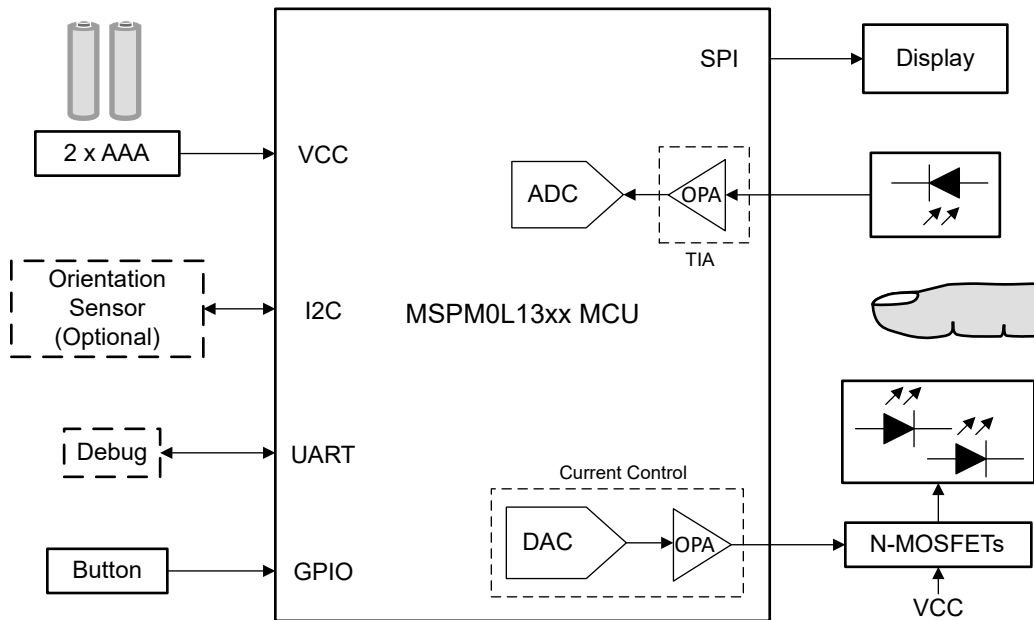 SPI
Display
2 x AAA
VCC
ADC
OPA
TIA
Orientation
Sensor
(Optional)
I2C
MSPM0L13xx MCU
Debug
UART
Current Control
DAC
OPA
N-MOSFETs
Button
GPIO
VCC